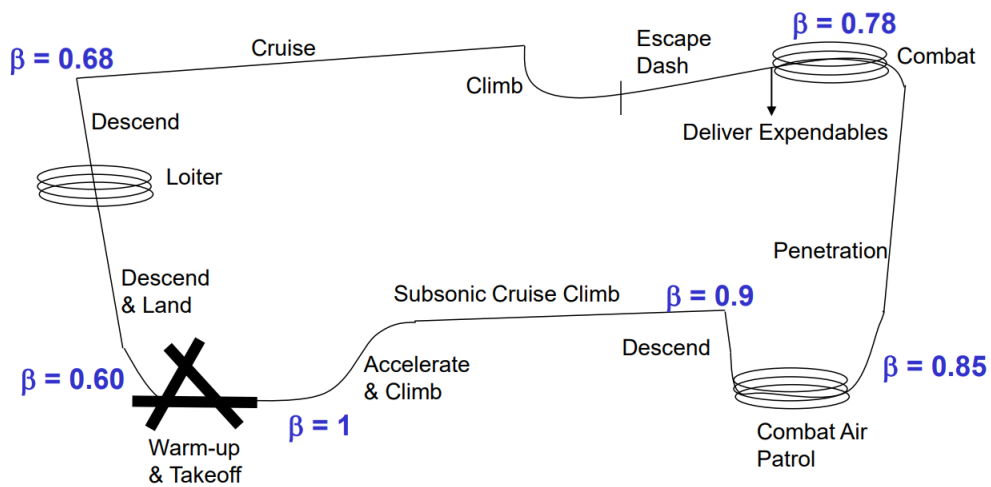 β = 0.68
Cruise
Climb
Escape
Dash
β = 0.78
Combat
Deliver Expendables
Descend
Loiter
Penetration
Descend
& Land
Subsonic Cruise Climb
β = 0.9
Descend
β = 0.85
Accelerate
& Climb
β = 0.60
β = 1
Warm-up
& Takeoff
Combat Air
Patrol